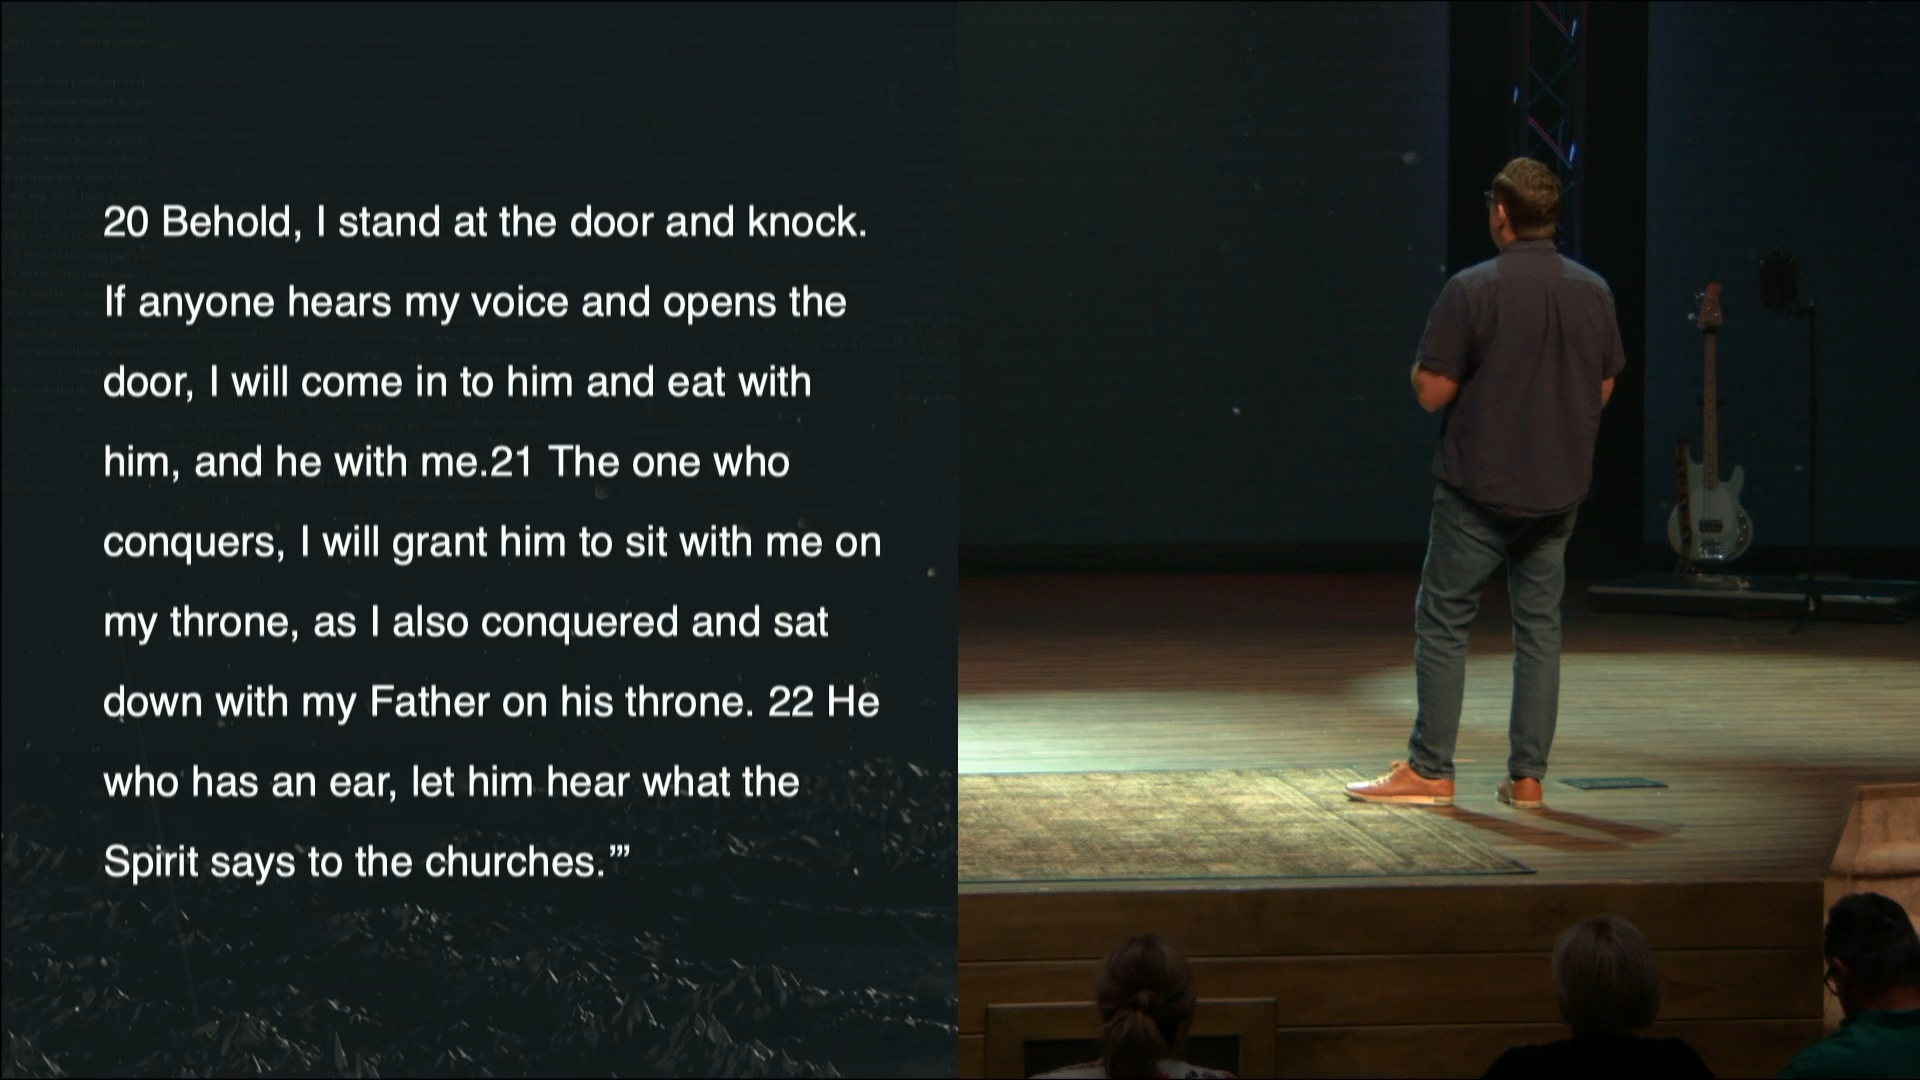 20 Behold, I stand at the door and knock.
If anyone hears my voice and opens the
door, I will come in to him and eat with
him, and he with me.21 The one who
conquers, I will grant him to sit with me on
my throne, as I also conquered and sat
down with my Father on his throne. 22 He
who has an ear, let him hear what the
Spirit says to the churches.’”